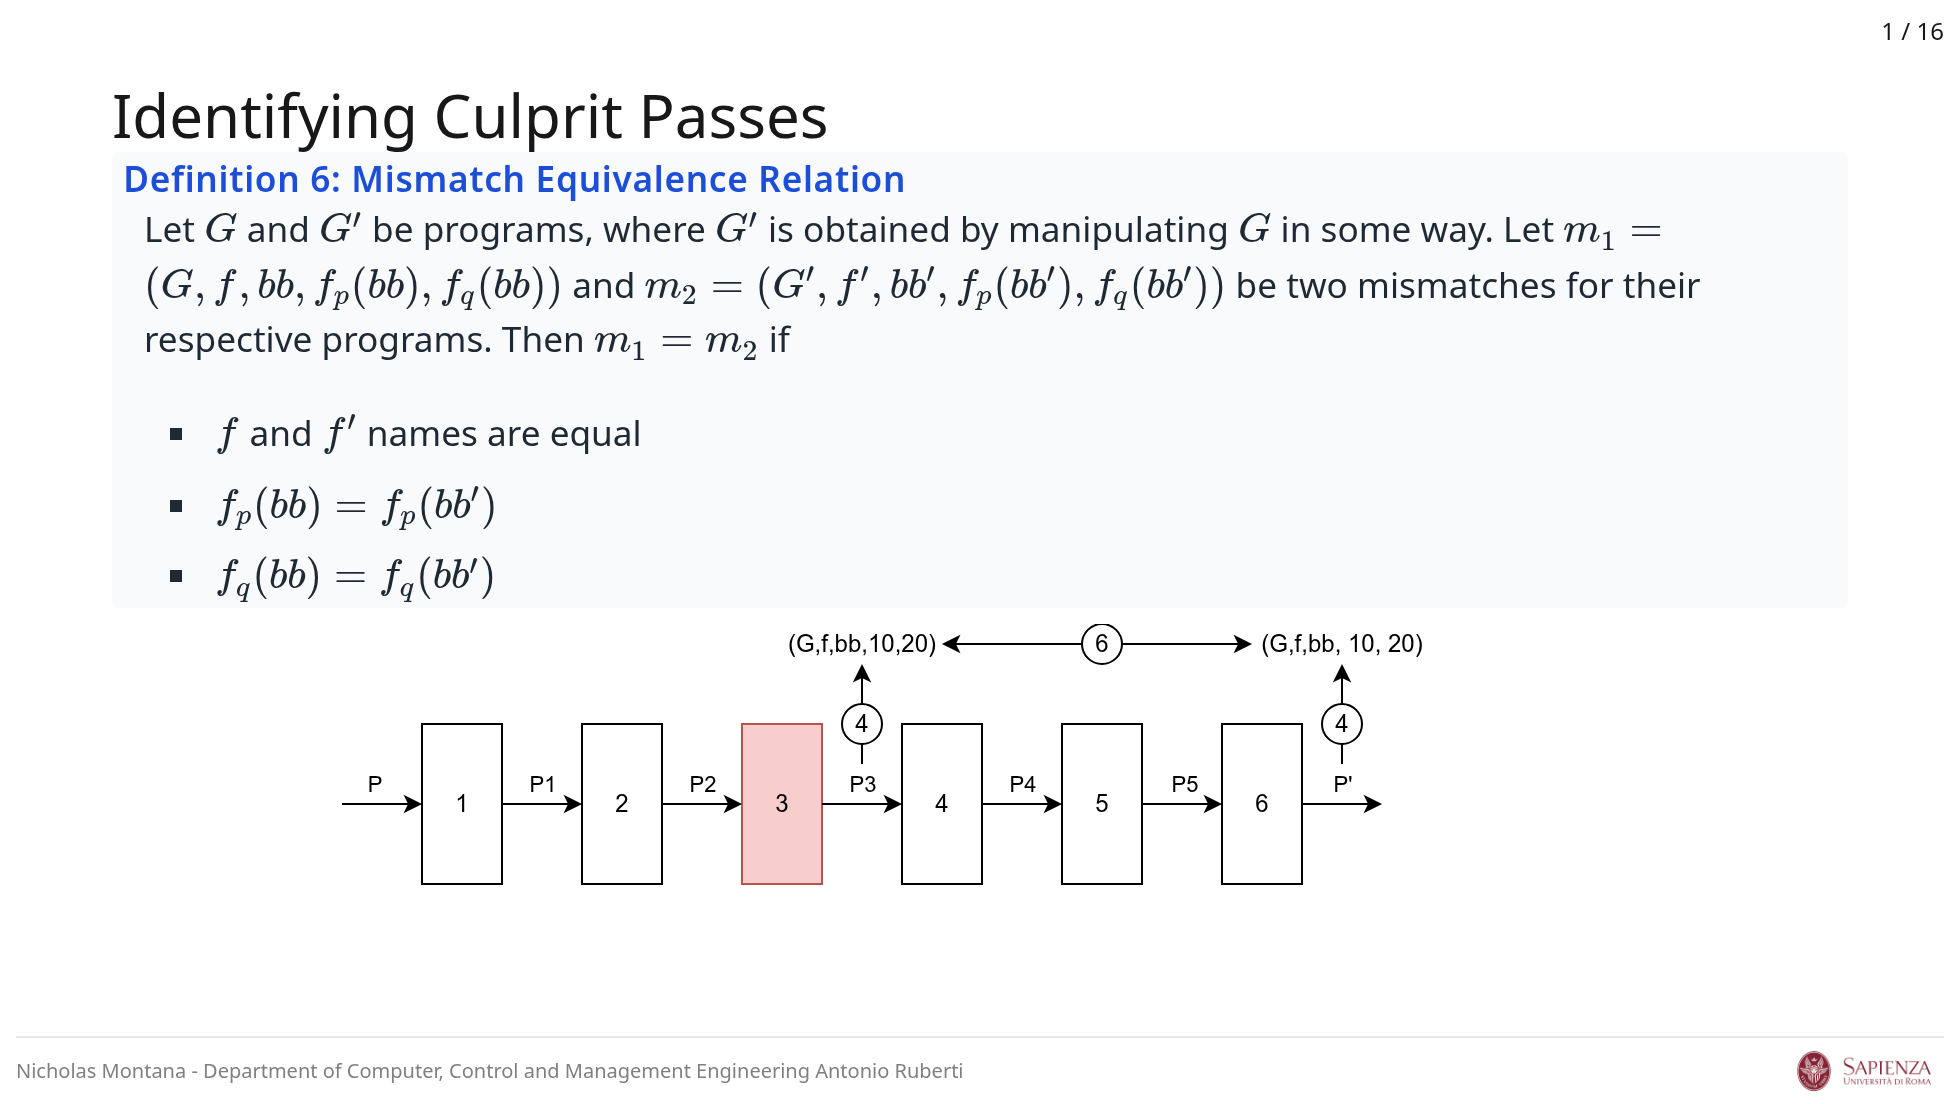 1 / 16
Identifying Culprit Passes
Definition 6: Mismatch Equivalence Relation
Let G and G′ be programs, where G′ is obtained by manipulating G in some way. Let m₁ =
(G, f, bb, fₚ(bb), f_q(bb)) and m₂ = (G′, f′, bb′, fₚ(bb′), f_q(bb′)) be two mismatches for their
respective programs. Then m₁ = m₂ if
▪ f and f′ names are equal
▪ fₚ(bb) = fₚ(bb′)
▪ f_q(bb) = f_q(bb′)
(G,f,bb,10,20) 6 (G,f,bb, 10, 20)
4 4
P P1 P2 P3 P4 P5 P'
1 2 3 4 5 6
Nicholas Montana - Department of Computer, Control and Management Engineering Antonio Ruberti
SAPIENZA
UNIVERSITÀ DI ROMA